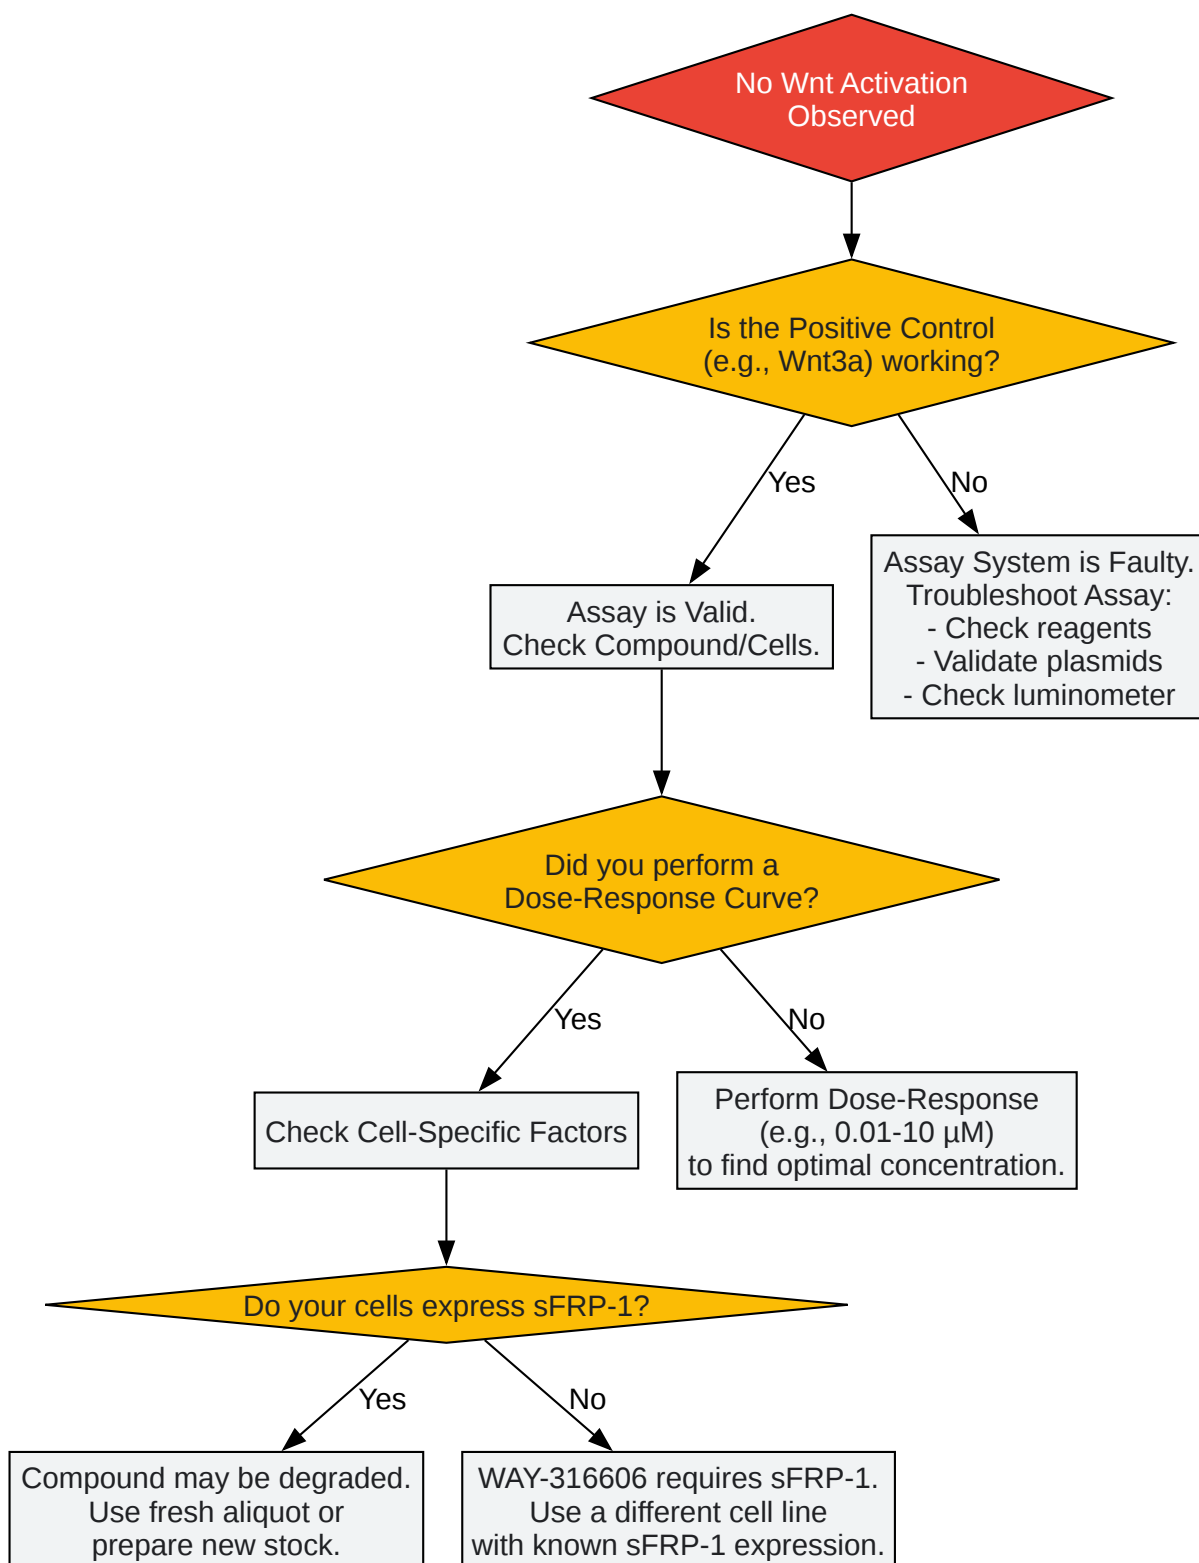 No Wnt Activation
Observed
Is the Positive Control
(e.g., Wnt3a) working?
Yes
No
Assay is Valid.
Check Compound/Cells.
Assay System is Faulty.
Troubleshoot Assay:
- Check reagents
- Validate plasmids
- Check luminometer
Did you perform a
Dose-Response Curve?
Yes
No
Check Cell-Specific Factors
Perform Dose-Response
(e.g., 0.01-10 µM)
to find optimal concentration.
Do your cells express sFRP-1?
Yes
No
Compound may be degraded.
Use fresh aliquot or
prepare new stock.
WAY-316606 requires sFRP-1.
Use a different cell line
with known sFRP-1 expression.